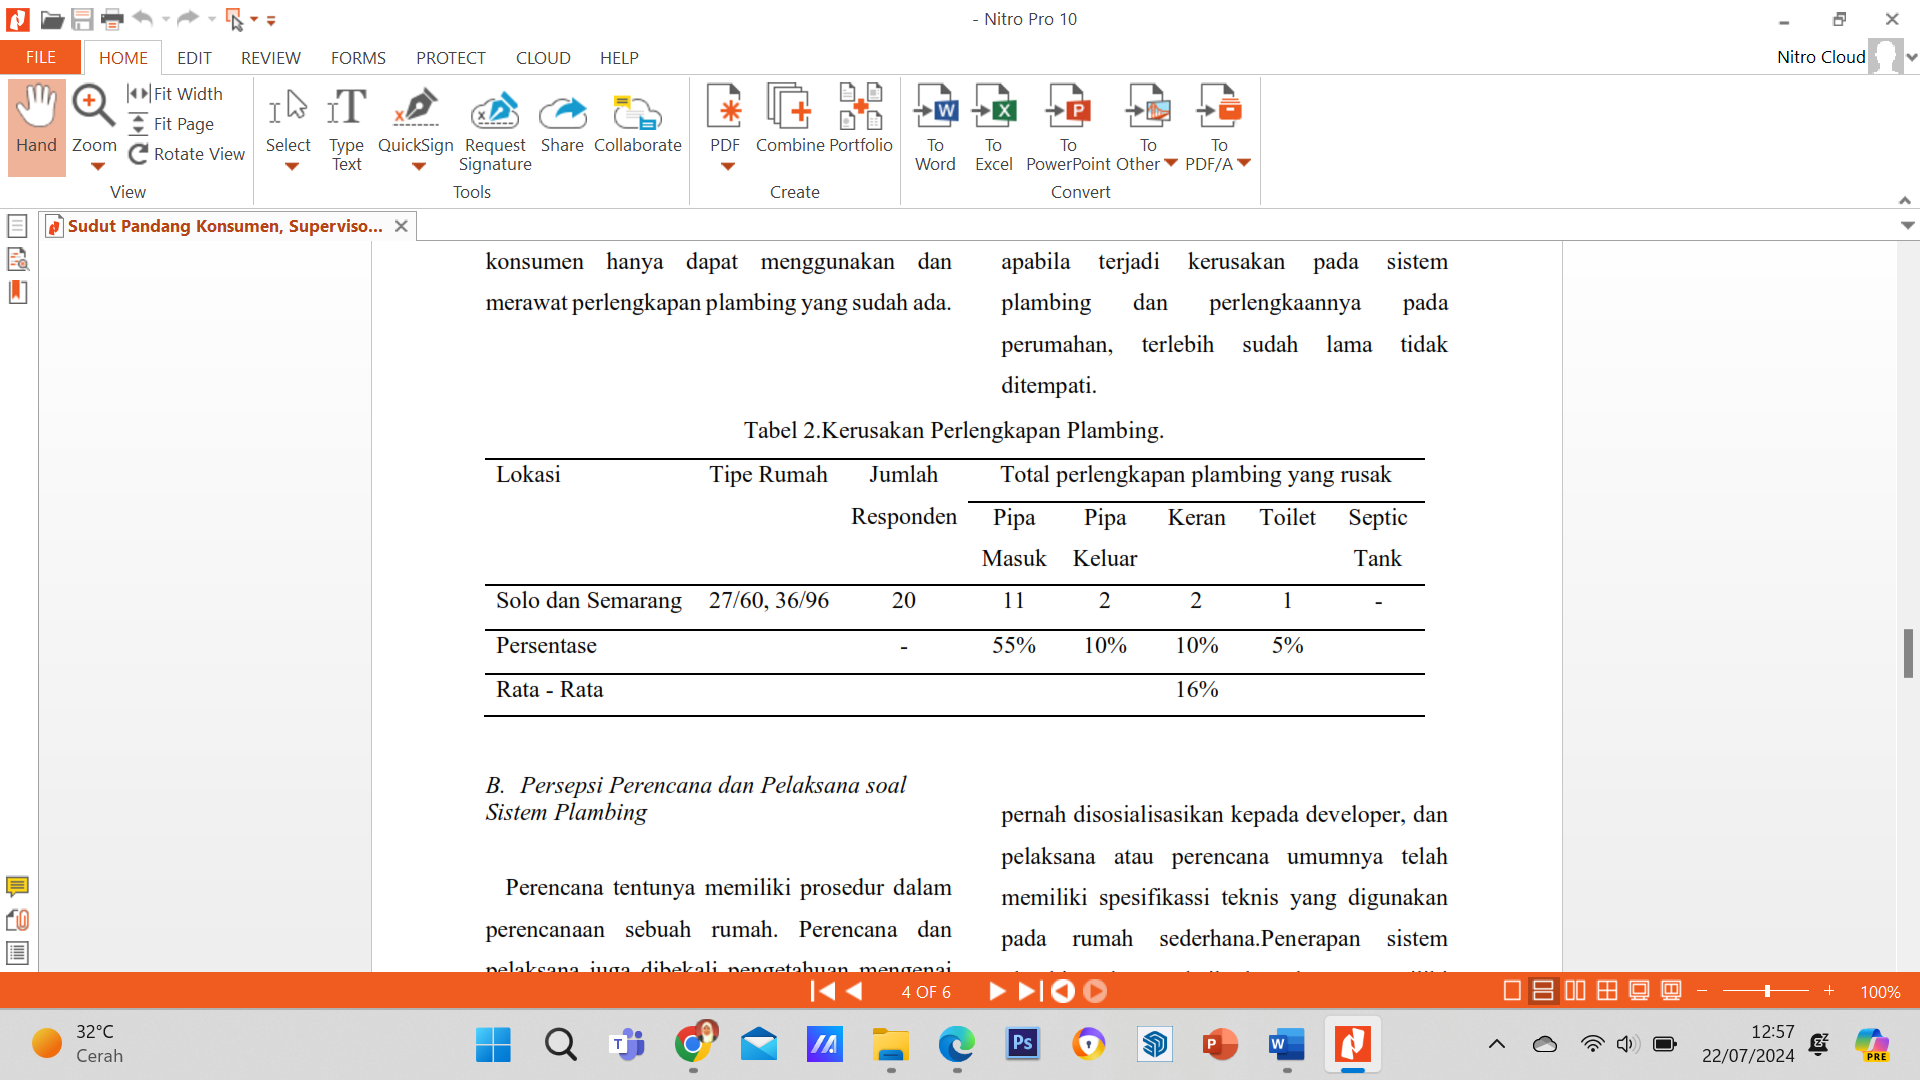 - Nitro Pro 10
FILE HOME EDIT REVIEW FORMS PROTECT CLOUD HELP
Nitro Cloud
Hand
Zoom
Fit Width
Fit Page
Rotate View
View
Select
Type Text
QuickSign
Request Signature
Share
Collaborate
Tools
PDF
Combine
Portfolio
Create
To Word
To Excel
To PowerPoint
To Other
To PDF/A
Convert
Sudut Pandang Konsumen, Superviso...
konsumen hanya dapat menggunakan dan
merawat perlengkapan plambing yang sudah ada.
apabila terjadi kerusakan pada sistem
plambing dan perlengkaannya pada
perumahan, terlebih sudah lama tidak
ditempati.
Tabel 2.Kerusakan Perlengkapan Plambing.
Lokasi Tipe Rumah Jumlah Responden Total perlengkapan plambing yang rusak
Pipa Masuk Pipa Keluar Keran Toilet Septic Tank
Solo dan Semarang 27/60, 36/96 20 11 2 2 1 -
Persentase - 55% 10% 10% 5%
Rata - Rata 16%
B. Persepsi Perencana dan Pelaksana soal
Sistem Plambing
Perencana tentunya memiliki prosedur dalam
perencanaan sebuah rumah. Perencana dan
pelaksana juga dibekali pengetahuan mengenai
pernah disosialisasikan kepada developer, dan
pelaksana atau perencana umumnya telah
memiliki spesifikassi teknis yang digunakan
pada rumah sederhana.Penerapan sistem
4 OF 6
100%
32°C
Cerah
12:57
22/07/2024